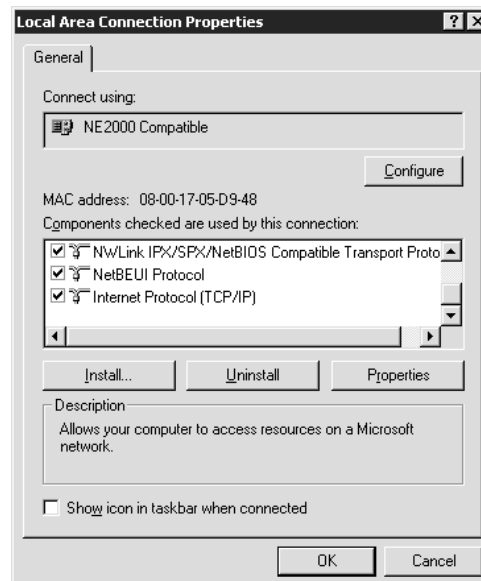 Local Area Connection Properties
General
Connect using:
NE2000 Compatible
Configure
MAC address: 08-00-17-05-D9-48
Components checked are used by this connection:
NWLink IPX/SPX/NetBIOS Compatible Transport Proto
NetBEUI Protocol
Internet Protocol (TCP/IP)
Install... Uninstall Properties
Description
Allows your computer to access resources on a Microsoft
network.
Show icon in taskbar when connected
OK Cancel